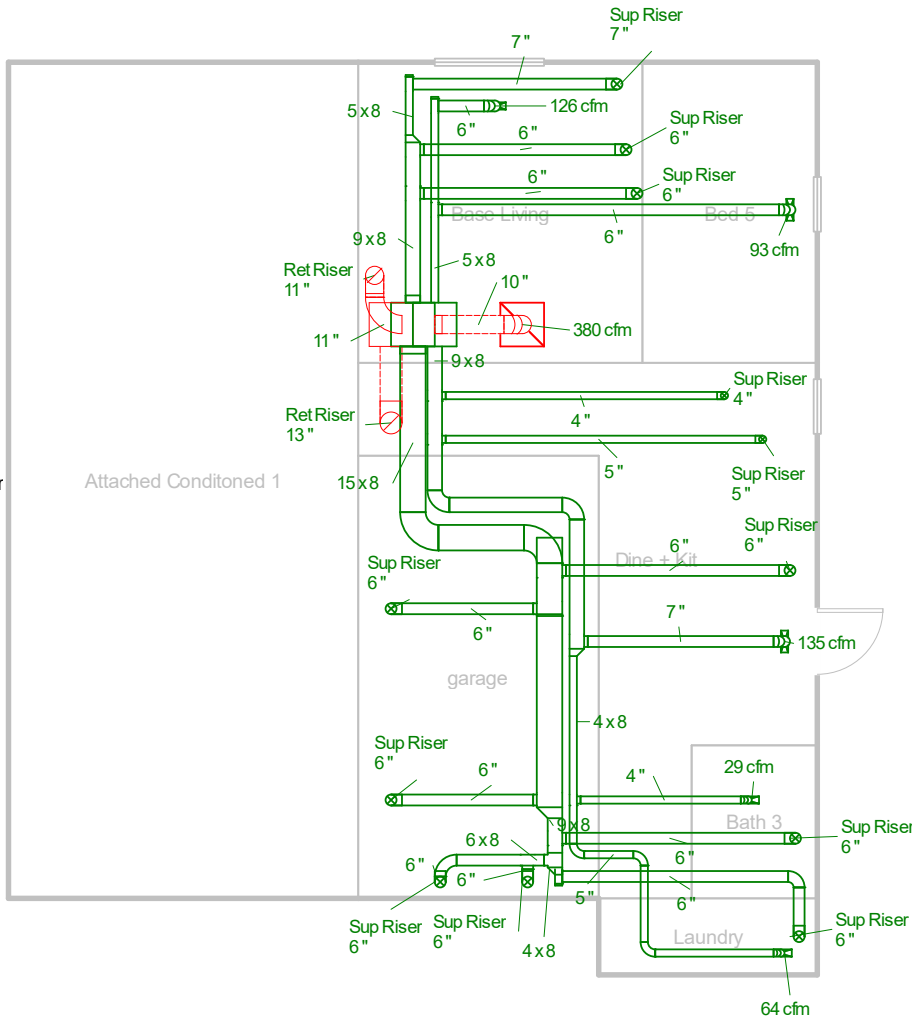 Sup Riser
7 "
7 "
5 x 8
126 cfm
6 "
Sup Riser
6 "
6 "
Sup Riser
6 "
6 "
Base Living
Bed 5
6 "
93 cfm
9 x 8
5 x 8
Ret Riser
11 "
10 "
11 "
380 cfm
9 x 8
Sup Riser
4 "
4 "
Ret Riser
13 "
5 "
Sup Riser
5 "
r
Attached Conditoned 1
15 x 8
Sup Riser
6 "
6 "
Dine + Kit
Sup Riser
6 "
6 "
7 "
135 cfm
garage
4 x 8
Sup Riser
6 "
6 "
4 "
29 cfm
Bath 3
9 x 8
Sup Riser
6 "
6 x 8
6 "
6 "
6 "
5 "
6 "
Sup Riser
6 "
Sup Riser
6 "
Sup Riser
6 "
4 x 8
Laundry
64 cfm